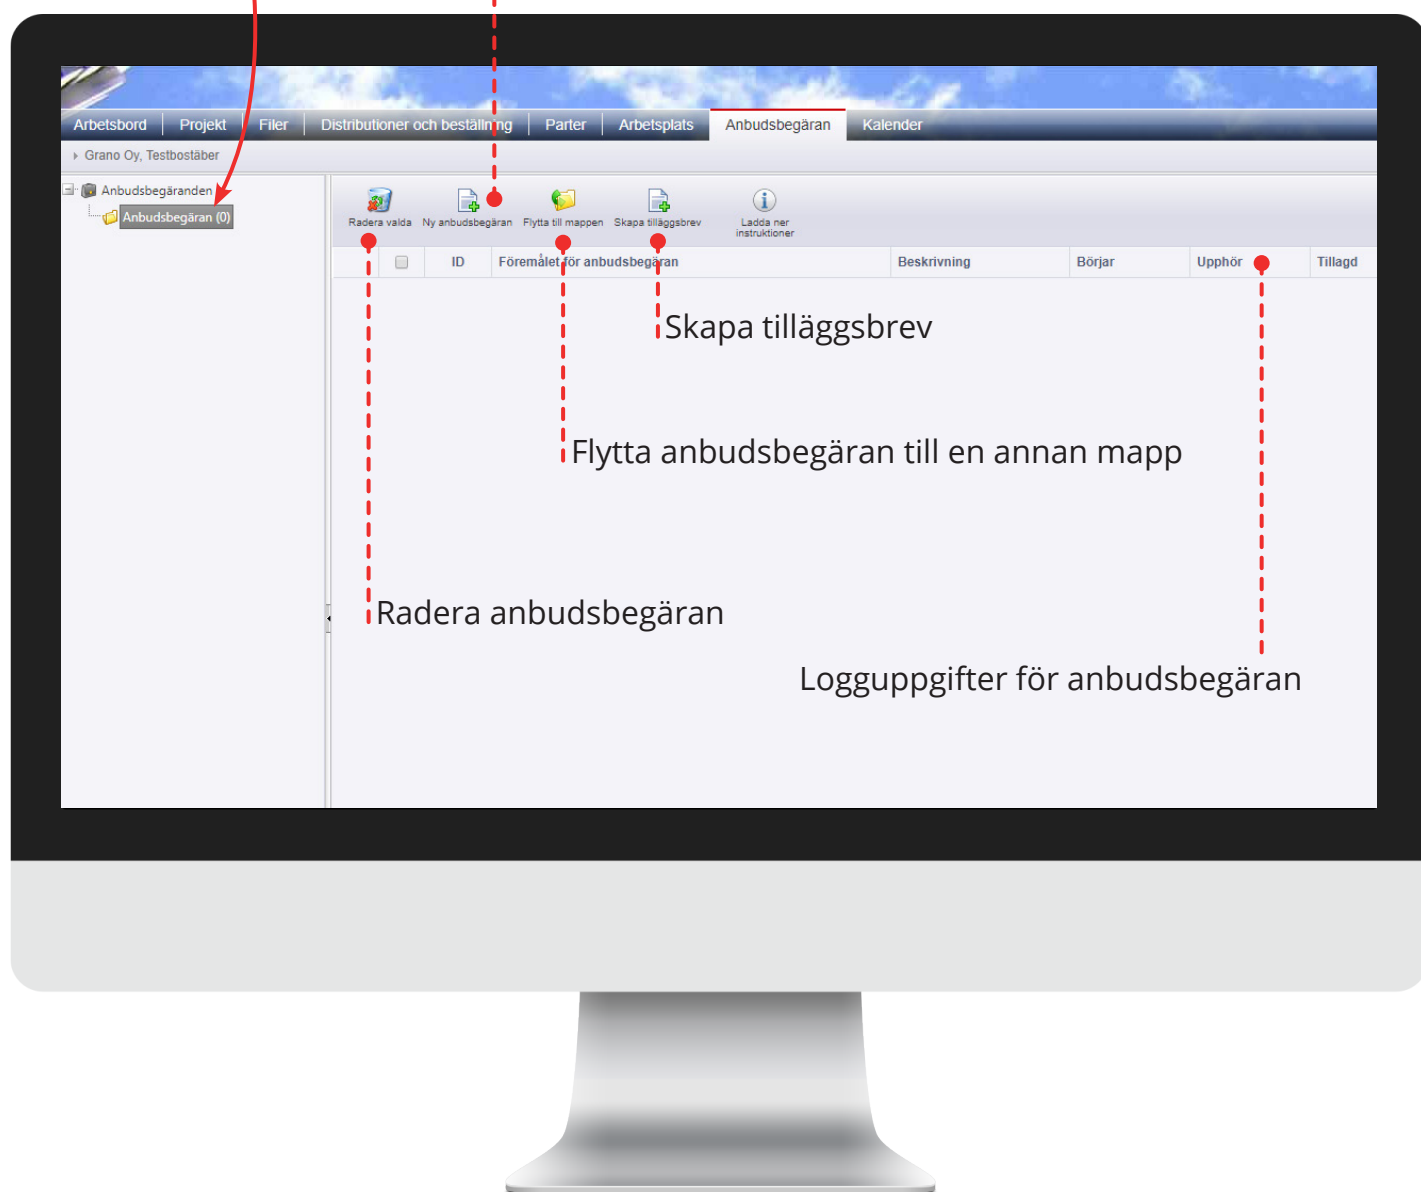 Arbetsbord Projekt Filer Distributioner och beställning Parter Arbetsplats Anbudsbegäran Kalender
Grano Oy, Testbostäber
Anbudsbegäranden
Anbudsbegäran (0)
Radera valda Ny anbudsbegäran Flytta till mappen Skapa tilläggsbrev Ladda ner
instruktioner
ID Föremålet för anbudsbegäran Beskrivning Börjar Upphör Tillagd
Skapa tilläggsbrev
Flytta anbudsbegäran till en annan mapp
Radera anbudsbegäran
Logguppgifter för anbudsbegäran